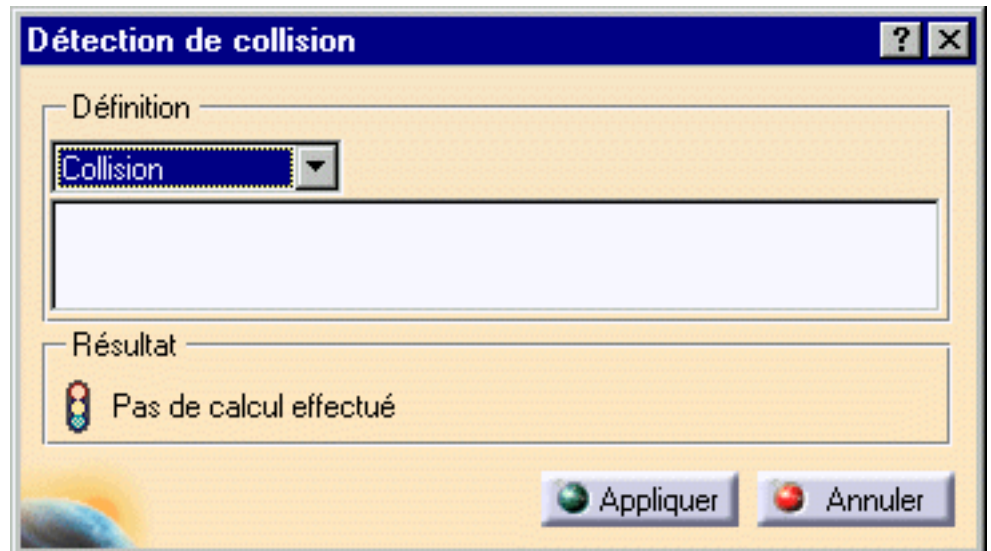 Détection de collision
Définition
Collision
Résultat
Pas de calcul effectué
Appliquer Annuler